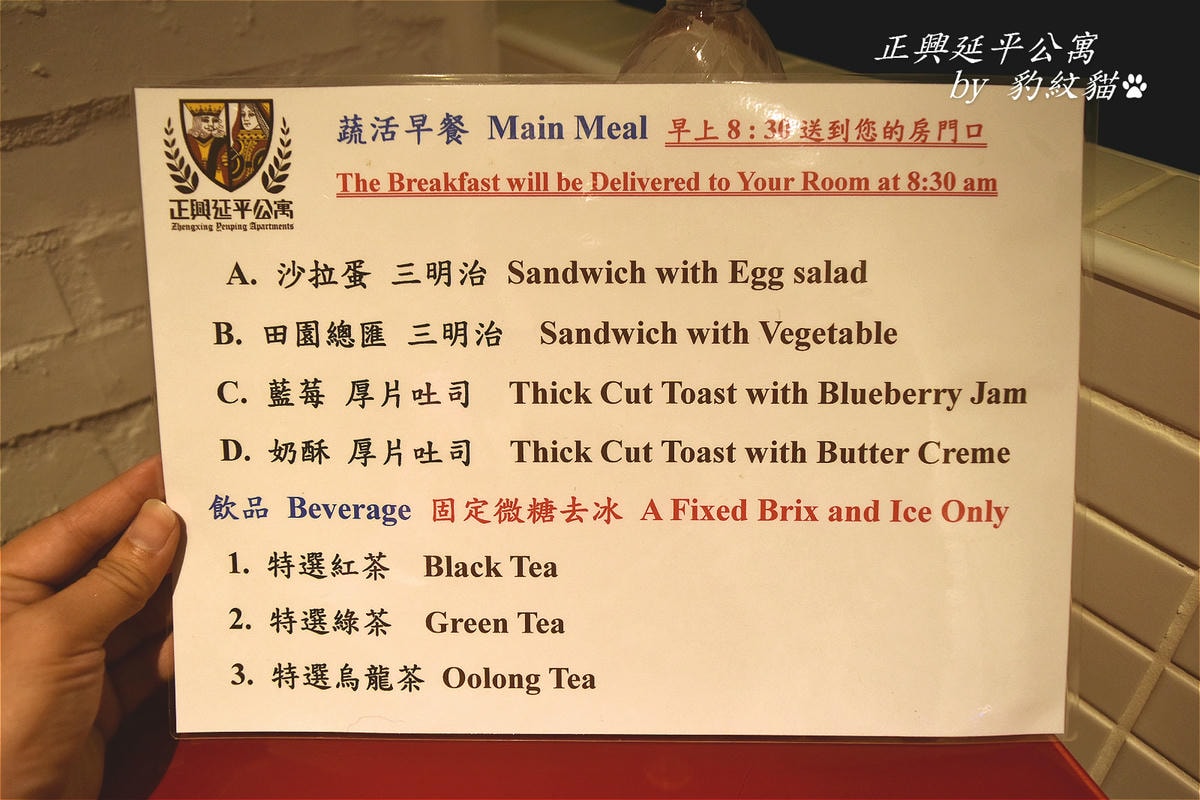 正興延平公寓
by 豹紋貓
正興延平公寓
Zhengxing Yenping Apartments
蔬活早餐 Main Meal 早上 8 : 30 送到您的房門口
The Breakfast will be Delivered to Your Room at 8:30 am
A. 沙拉蛋 三明治 Sandwich with Egg salad
B. 田園總匯 三明治 Sandwich with Vegetable
C. 藍莓 厚片吐司 Thick Cut Toast with Blueberry Jam
D. 奶酥 厚片吐司 Thick Cut Toast with Butter Creme
飲品 Beverage 固定微糖去冰 A Fixed Brix and Ice Only
1. 特選紅茶 Black Tea
2. 特選綠茶 Green Tea
3. 特選烏龍茶 Oolong Tea